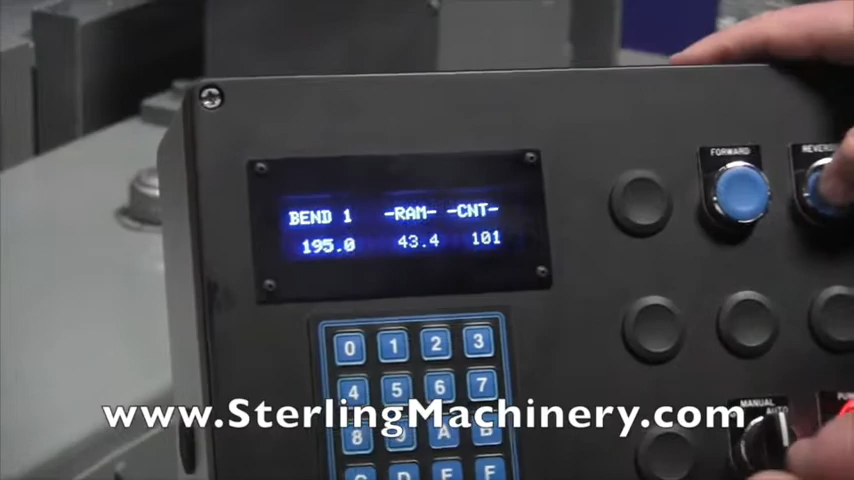 FORWARD
REVERSE
BEND 1 -RAM- -CNT-
195.0 43.4 101
0 1 2 3
4 5 6 7
8 A B
MANUAL
AUTO
www.SterlingMachinery.com
D E F